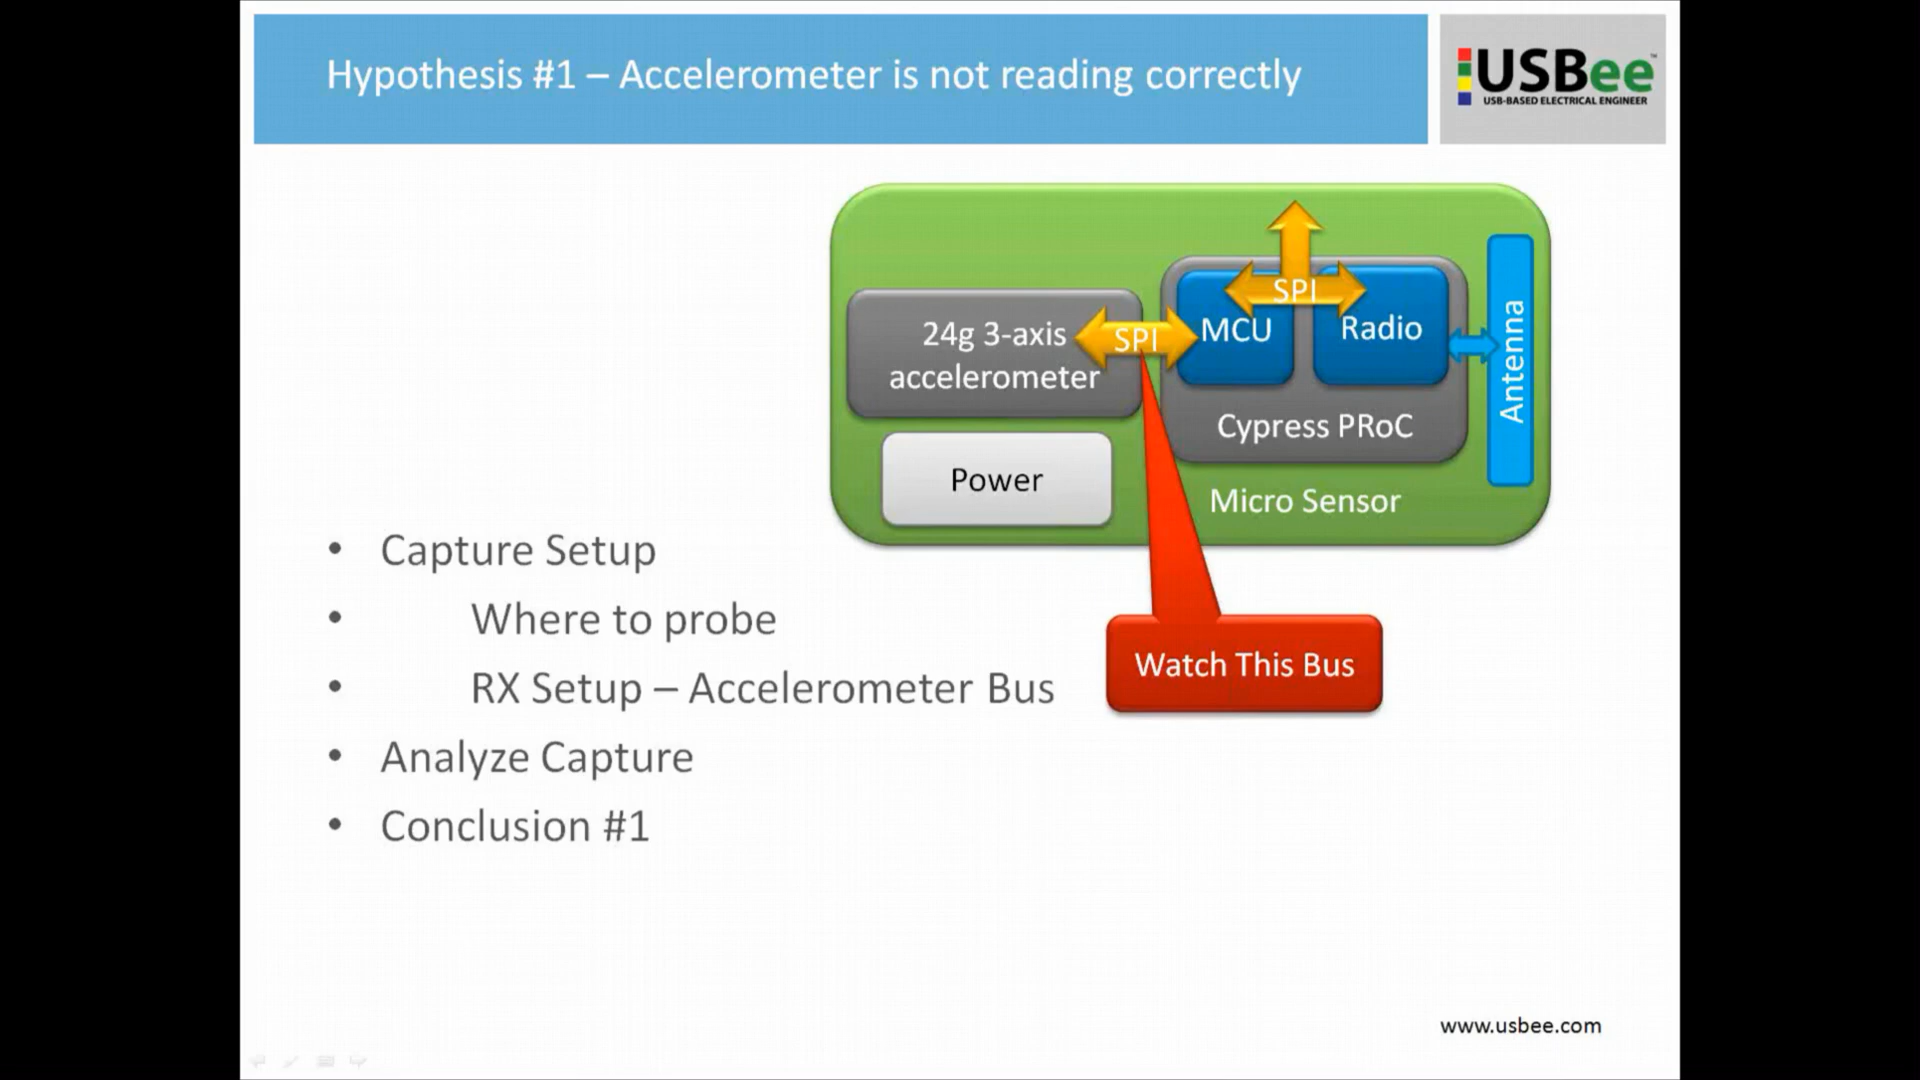 Hypothesis #1 – Accelerometer is not reading correctly
USBee™
USB-BASED ELECTRICAL ENGINEER
SPI
24g 3-axis
accelerometer
SPI
MCU
Radio
Antenna
Cypress PRoC
Power
Micro Sensor
• Capture Setup
• Where to probe
• RX Setup – Accelerometer Bus
• Analyze Capture
• Conclusion #1
Watch This Bus
www.usbee.com